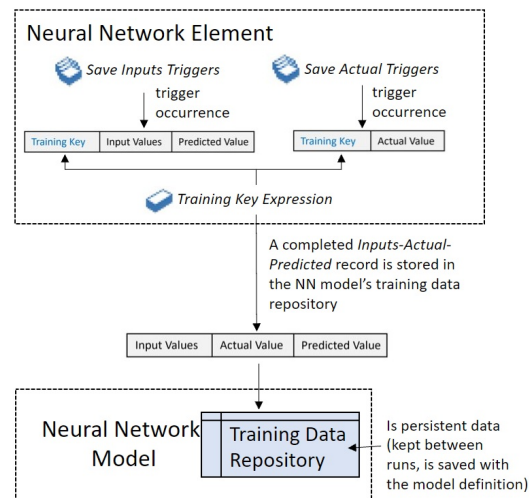 Neural Network Element
Save Inputs Triggers
trigger
occurrence
Save Actual Triggers
trigger
occurrence
Training Key Input Values Predicted Value
Training Key Actual Value
Training Key Expression
A completed Inputs-Actual-
Predicted record is stored in
the NN model’s training data
repository
Input Values Actual Value Predicted Value
Neural Network
Model
Training Data
Repository
Is persistent data
(kept between
runs, is saved with
the model definition)